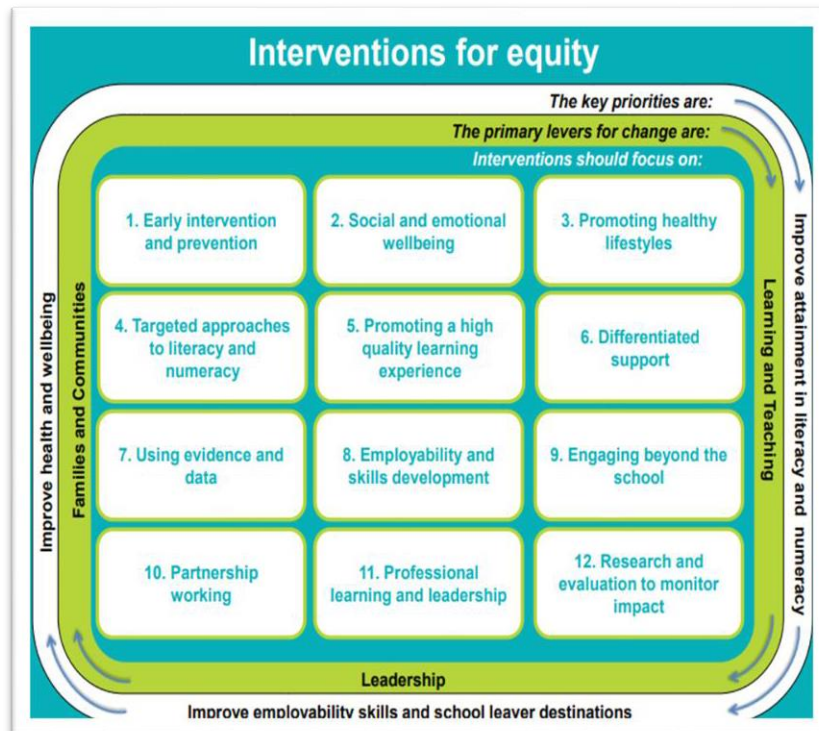 Interventions for equity
The key priorities are:
The primary levers for change are:
Interventions should focus on:
1. Early intervention
and prevention
2. Social and emotional
wellbeing
3. Promoting healthy
lifestyles
4. Targeted approaches
to literacy and
numeracy
5. Promoting a high
quality learning
experience
6. Differentiated
support
7. Using evidence and
data
8. Employability and
skills development
9. Engaging beyond the
school
10. Partnership
working
11. Professional
learning and leadership
12. Research and
evaluation to monitor
impact
Learning and Teaching
Improve attainment in literacy and numeracy
Leadership
Improve employability skills and school leaver destinations
Families and Communities
Improve health and wellbeing